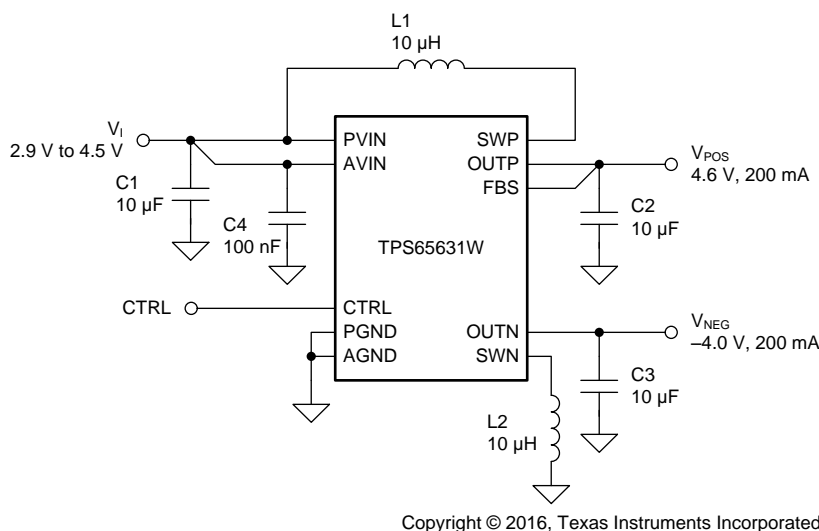 L1
10 µH
V_I
2.9 V to 4.5 V
PVIN
SWP
AVIN
OUTP
FBS
V_POS
4.6 V, 200 mA
C1
10 µF
C4
100 nF
C2
10 µF
TPS65631W
CTRL
CTRL
PGND
AGND
OUTN
SWN
V_NEG
–4.0 V, 200 mA
C3
10 µF
L2
10 µH
Copyright © 2016, Texas Instruments Incorporated